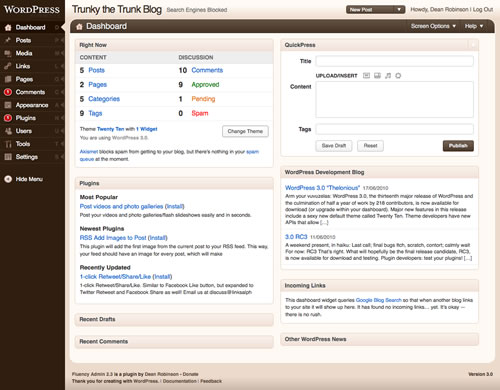 WORDPRESS
Trunky the Trunk Blog
Search Engines Blocked
New Post
Howdy, Dean Robinson | Log Out
Dashboard
Posts
Media
Links
Pages
Comments
Appearance
Plugins
Users
Tools
Settings
Hide Menu
Dashboard
Screen Options
Help
Right Now
CONTENT
DISCUSSION
5 Posts
10 Comments
2 Pages
9 Approved
5 Categories
1 Pending
9 Tags
0 Spam
Theme Twenty Ten with 1 Widget
Change Theme
You are using WordPress 3.0.
Akismet blocks spam from getting to your blog, but there's nothing in your spam
queue at the moment.
Plugins
Most Popular
Post videos and photo galleries (Install)
Post your videos and photo galleries/flash slideshows easily and in seconds.
Newest Plugins
RSS Add Images to Post (Install)
This plugin will add the first image from the current post to your RSS feed. This way,
your feed should have an image for every post, which will make
Recently Updated
1-click Retweet/Share/Like (Install)
1-click Retweet/Share/Like. Similar to Facebook Like button, but expanded to
Twitter Retweet and Facebook Share as well! Email us at discuss@linksalph
Recent Drafts
Recent Comments
QuickPress
Title
UPLOAD/INSERT
Content
Tags
Save Draft
Reset
Publish
WordPress Development Blog
WordPress 3.0 "Thelonious" 17/06/2010
Arm your vuvuzelas: WordPress 3.0, the thirteenth major release of WordPress and
the culmination of half a year of work by 218 contributors, is now available for
download (or upgrade within your dashboard). Major new features in this release
include a sexy new default theme called Twenty Ten. Theme developers have new
APIs that allow [...]
3.0 RC3 11/06/2010
A weekend present, in haiku: Last call; final bugs Itch, scratch, contort; calmly wait
For now: RC3 That's right. What will hopefully be the final release candidate, RC3,
is now available for download and testing. Plugin developers: test your plugins! [...]
Incoming Links
This dashboard widget queries Google Blog Search so that when another blog links
to your site it will show up here. It has found no incoming links... yet. It's okay —
there is no rush.
Other WordPress News
Fluency Admin 2.3 is a plugin by Dean Robinson - Donate
Version 3.0
Thank you for creating with WordPress. | Documentation | Feedback